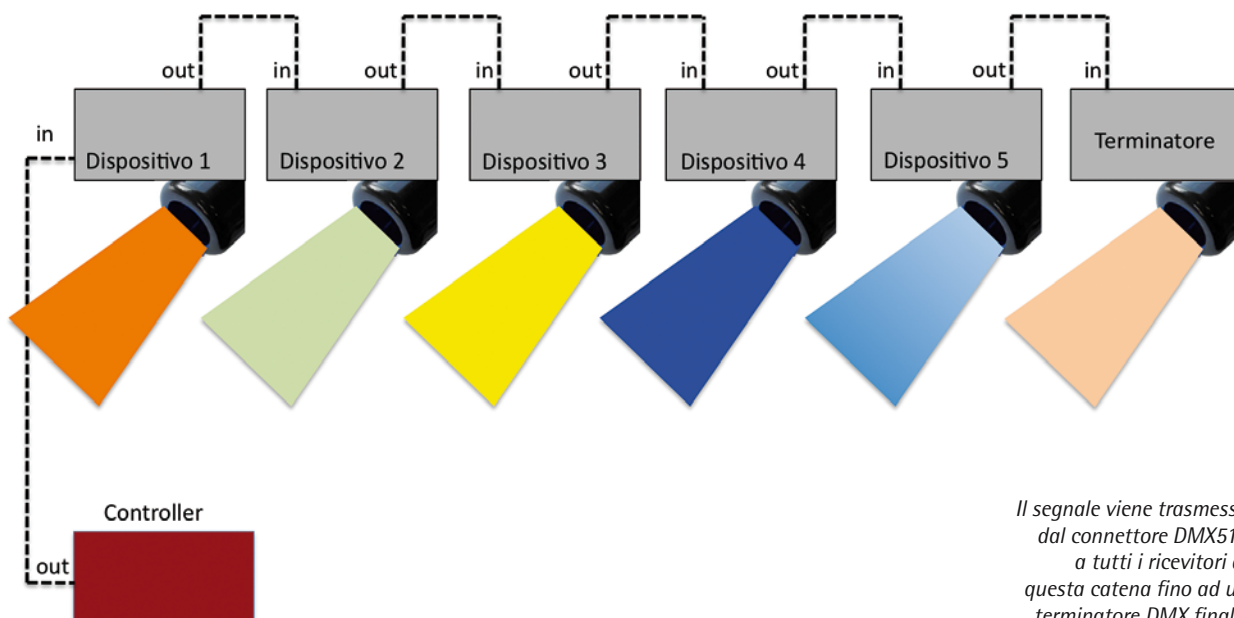 out in out in out in out in out in
in
Dispositivo 1 Dispositivo 2 Dispositivo 3 Dispositivo 4 Dispositivo 5 Terminatore
Controller
out
Il segnale viene trasmess
dal connettore DMX51
a tutti i ricevitori
questa catena fino ad u
terminatore DMX final